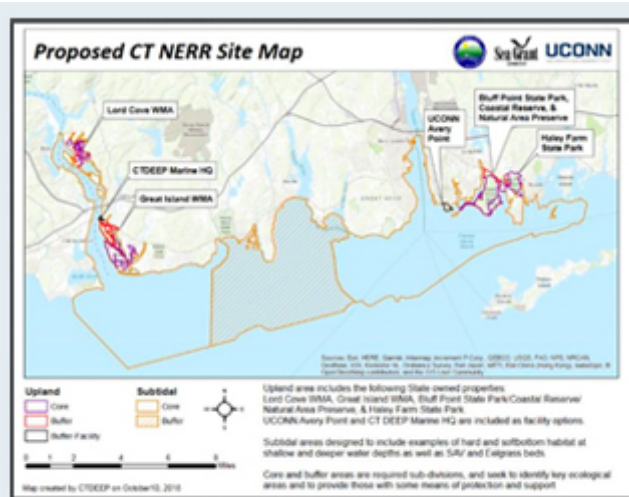 Proposed CT NERR Site Map
Sea Grant
UCONN
Lord Cove WMA
CTDEEP Marine HQ
Great Island WMA
UCONN
Avery
Point
Bluff Point State Park,
Coastal Reserve, &
Natural Area Preserve
Haley Farm
State Park
Upland
Core
Buffer
Buffer-Facility
Subtidal
Core
Buffer
0 2 4 6 8
Miles
Map created by CTDEEP on October10, 2018
Upland area includes the following State owned properties:
Lord Cove WMA, Great Island WMA, Bluff Point State Park/Coastal Reserve/
Natural Area Preserve, & Haley Farm State Park.
UCONN Avery Point and CT DEEP Marine HQ are included as facility options.
Subtidal areas designed to include examples of hard and softbottom habitat at
shallow and deeper water depths as well as SAV and Eelgrass beds.
Core and buffer areas are required sub-divisions, and seek to identify key ecological
areas and to provide those with some means of protection and support